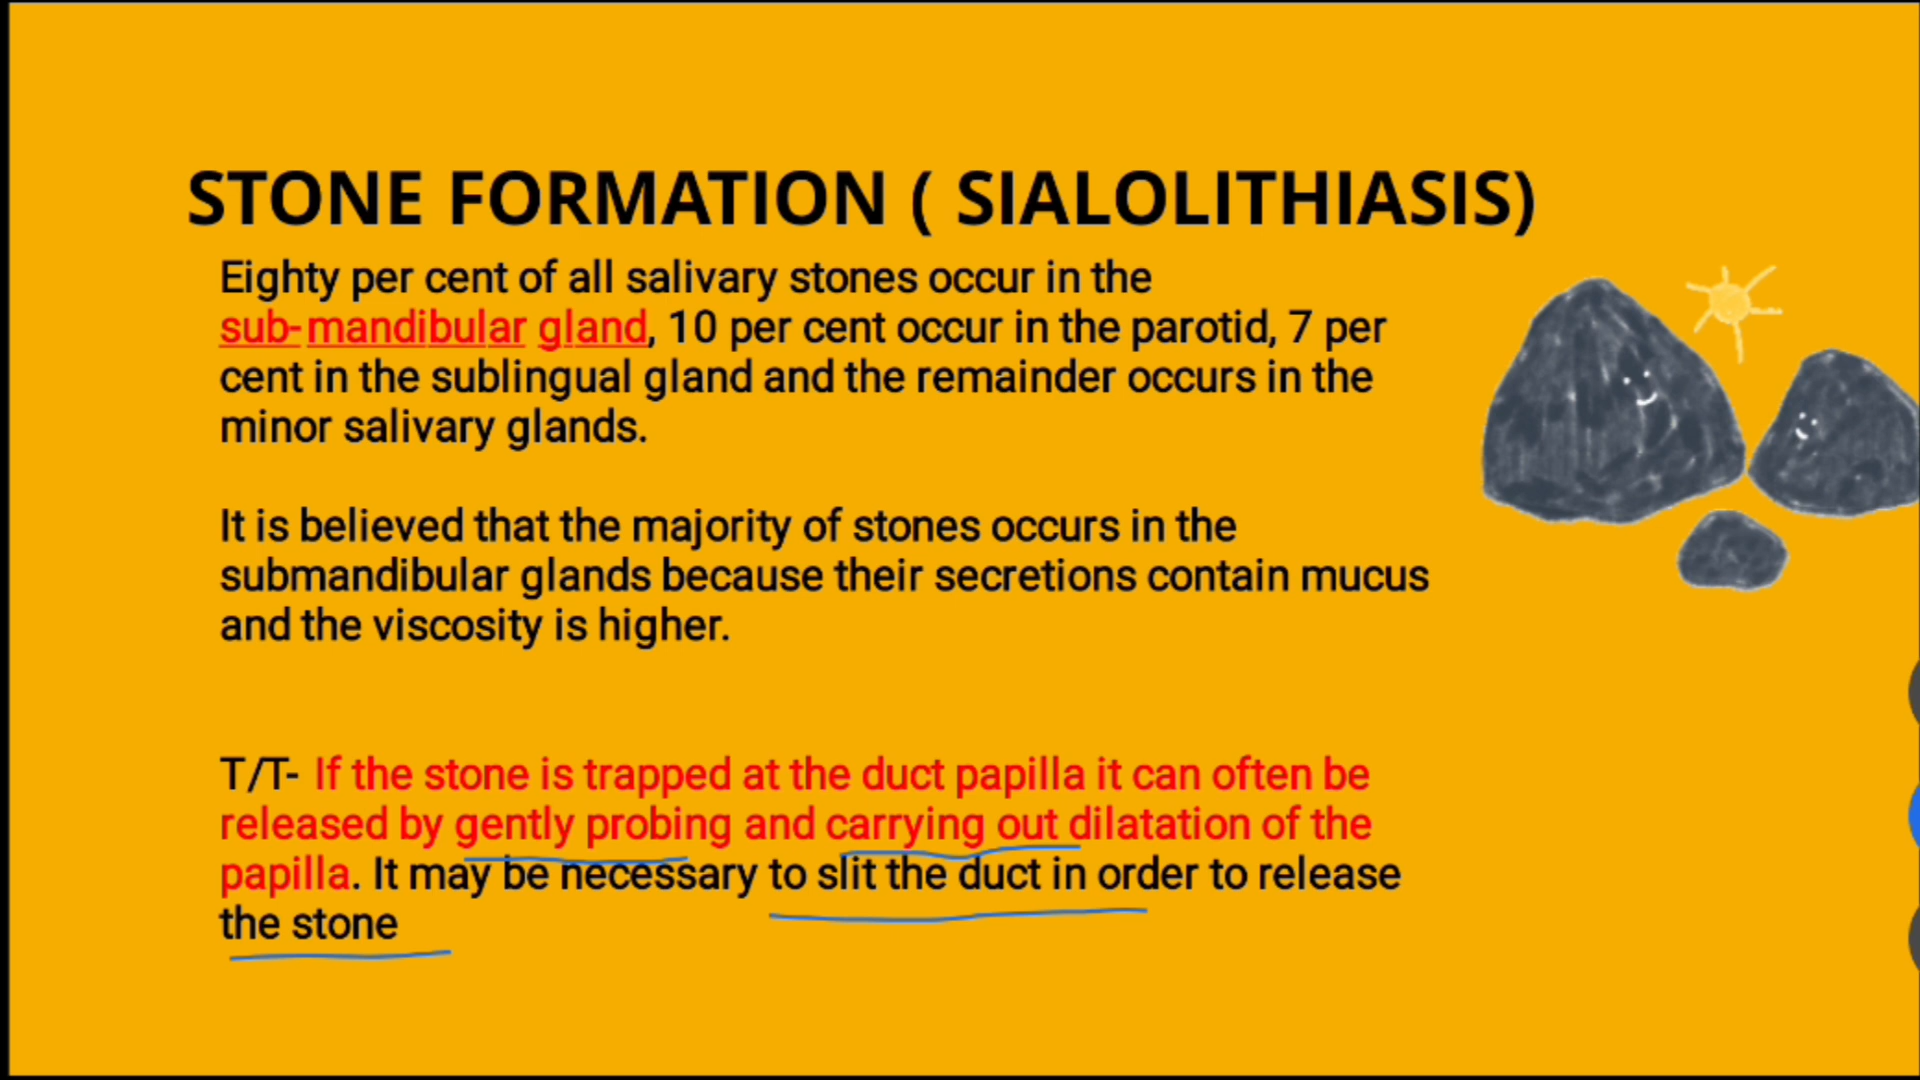 STONE FORMATION ( SIALOLITHIASIS)
Eighty per cent of all salivary stones occur in the
sub-mandibular gland, 10 per cent occur in the parotid, 7 per
cent in the sublingual gland and the remainder occurs in the
minor salivary glands.
It is believed that the majority of stones occurs in the
submandibular glands because their secretions contain mucus
and the viscosity is higher.
T/T- If the stone is trapped at the duct papilla it can often be
released by gently probing and carrying out dilatation of the
papilla. It may be necessary to slit the duct in order to release
the stone